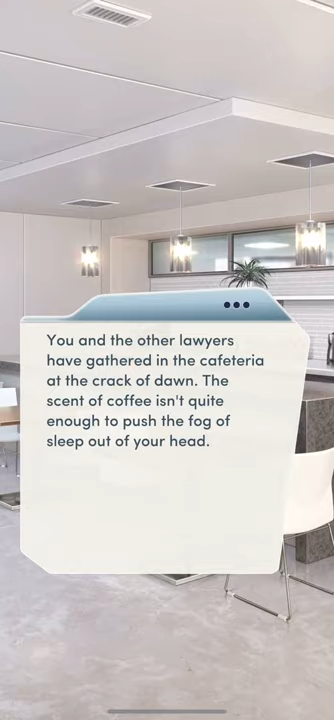 You and the other lawyers
have gathered in the cafeteria
at the crack of dawn. The
scent of coffee isn't quite
enough to push the fog of
sleep out of your head.